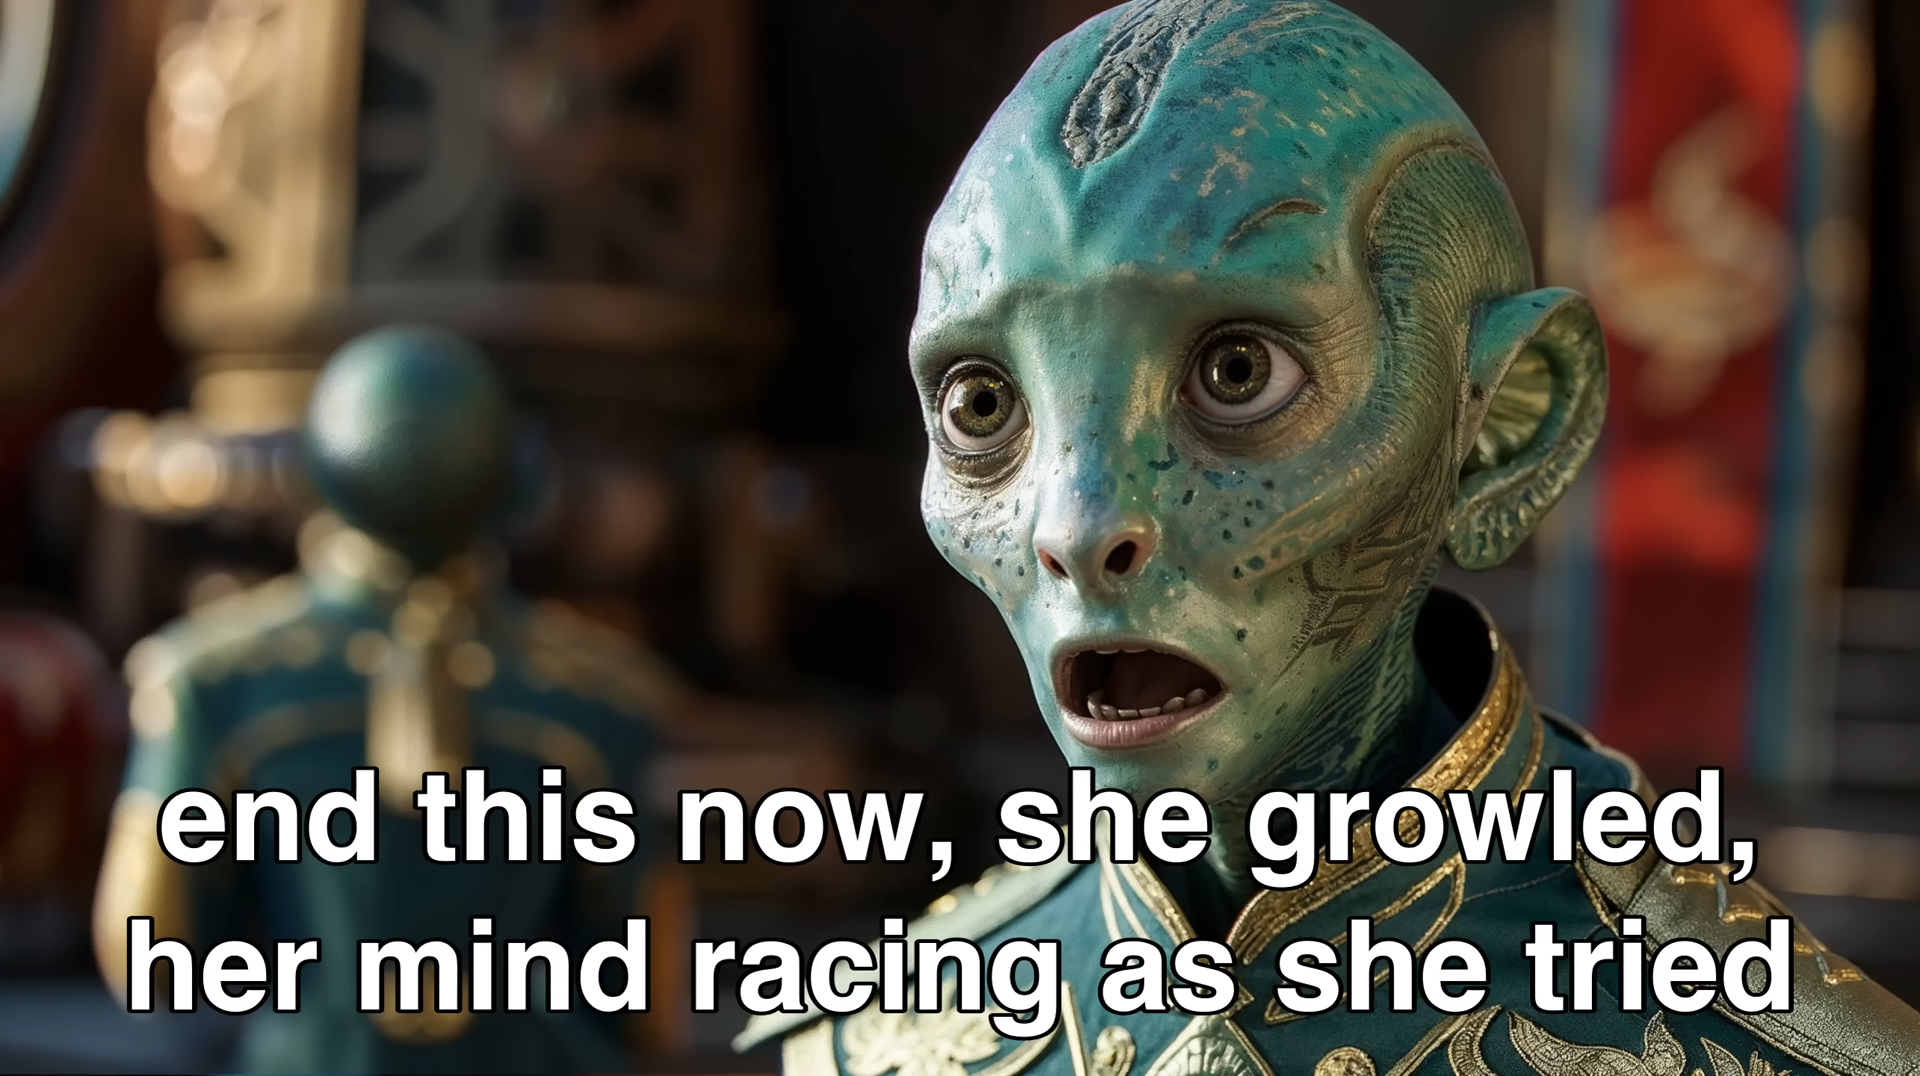 end this now, she growled,
her mind racing as she tried